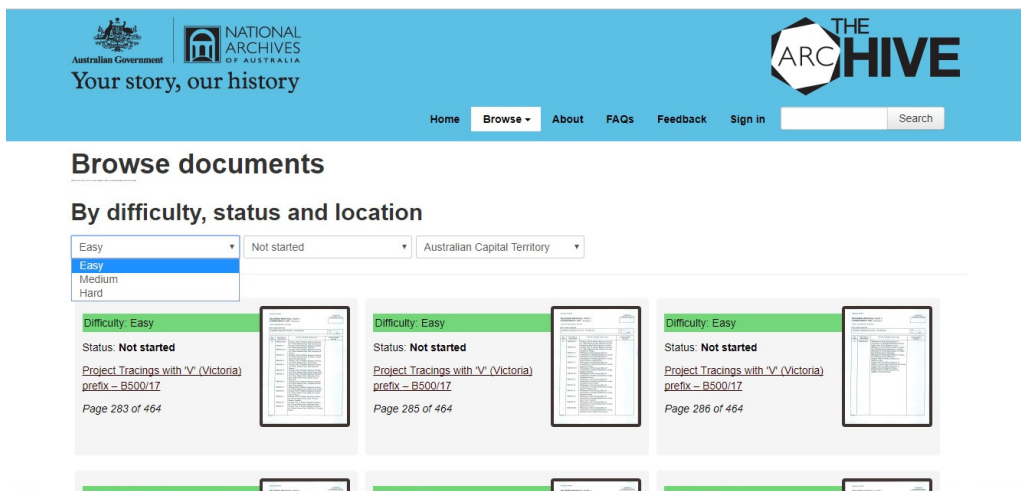 NATIONAL
ARCHIVES
OF AUSTRALIA
Australian Government
Your story, our history
THE
ARCHIVE
Home Browse About FAQs Feedback Sign in Search
Browse documents
By difficulty, status and location
Easy Not started Australian Capital Territory
Easy
Medium
Hard
Difficulty: Easy
Status: Not started
Project Tracings with 'V' (Victoria)
prefix – B500/17
Page 283 of 464
Difficulty: Easy
Status: Not started
Project Tracings with 'V' (Victoria)
prefix – B500/17
Page 285 of 464
Difficulty: Easy
Status: Not started
Project Tracings with 'V' (Victoria)
prefix – B500/17
Page 286 of 464